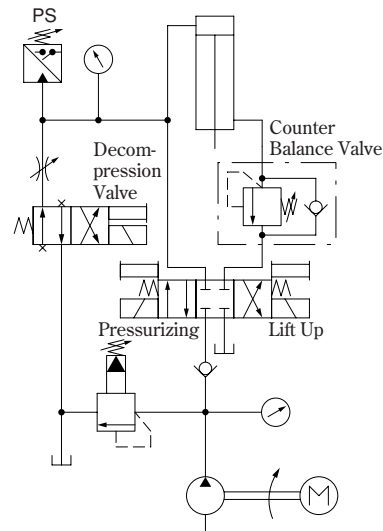 PS
Counter
Balance Valve
Decom-
pression
Valve
Pressurizing
Lift Up
M